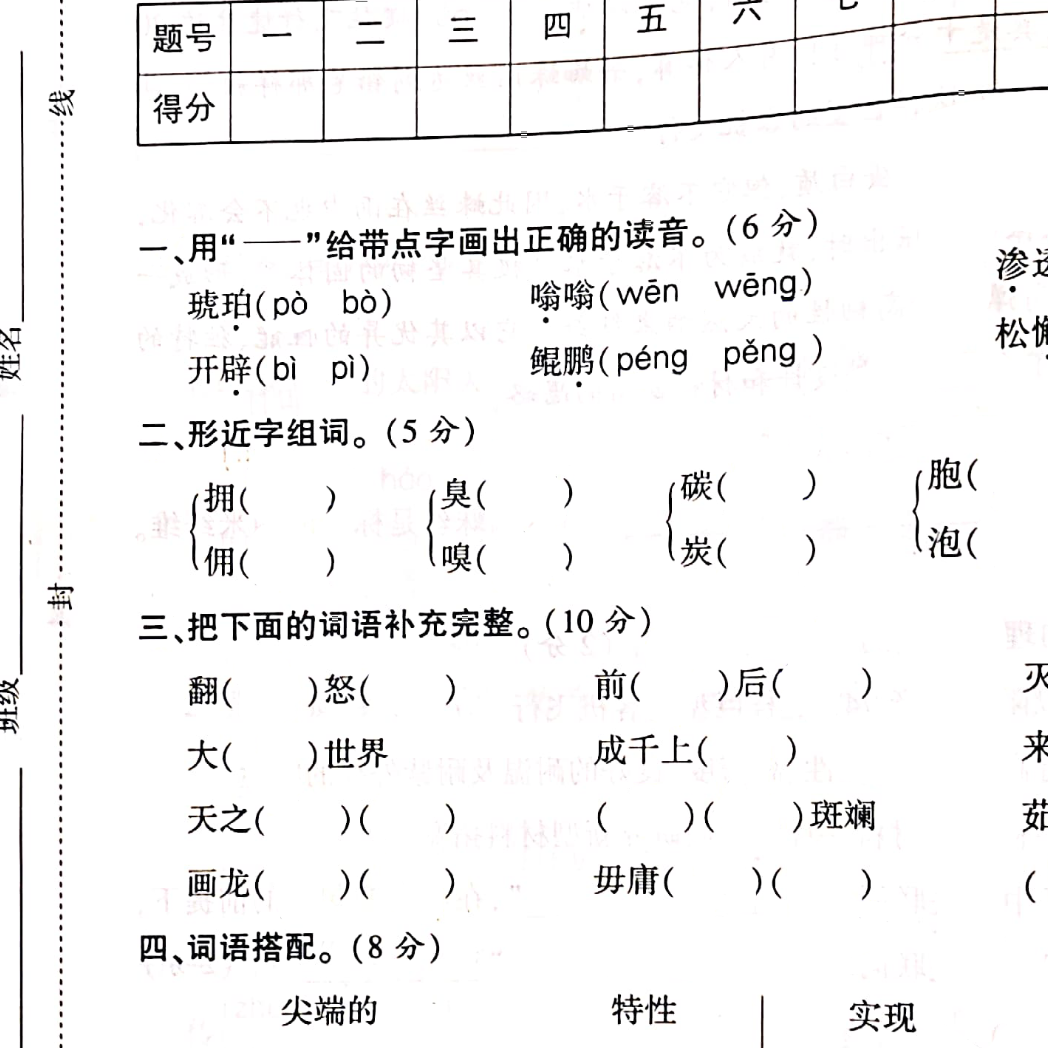 题号 一 二 三 四 五 六 七
得分
一、用“——”给带点字画出正确的读音。(6 分)
琥珀(pò bò) 嗡嗡(wēn wēng) 渗透
开辟(bì pì) 鲲鹏(péng pěng) 松懈
二、形近字组词。(5 分)
拥( ) 臭( ) 碳( ) 胞(
佣( ) 嗅( ) 炭( ) 泡(
三、把下面的词语补充完整。(10 分)
翻( )怒( ) 前( )后( ) 灭
大( )世界 成千上( ) 来
天之( )( ) ( )( )斑斓 茹
画龙( )( ) 毋庸( )( ) (
四、词语搭配。(8 分)
尖端的 特性 实现
线
姓名
封
班级